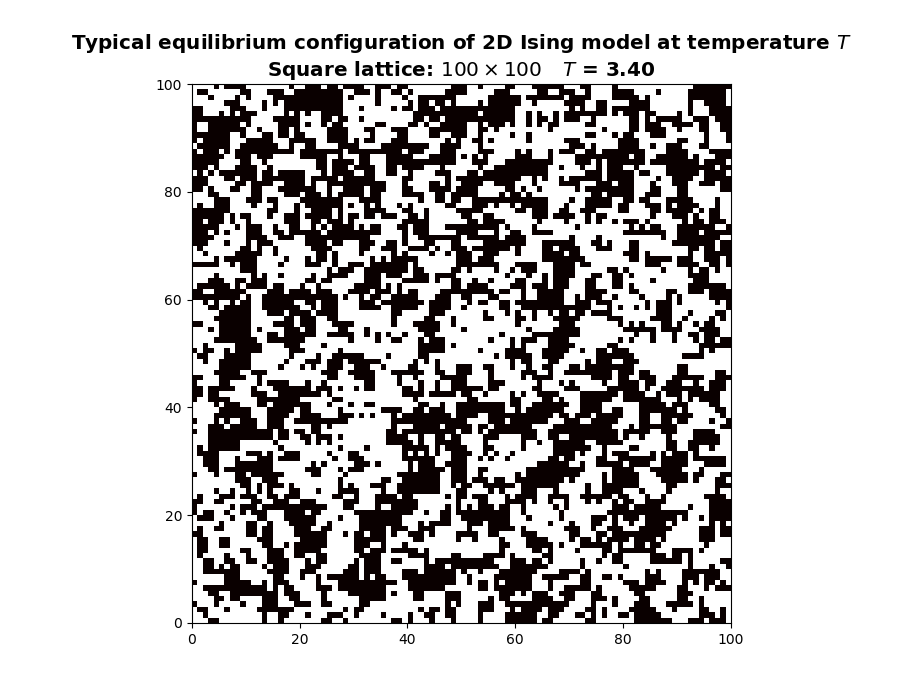 Typical equilibrium configuration of 2D Ising model at temperature T
Square lattice: 100 × 100 T = 3.40
100
80
60
40
20
0
0 20 40 60 80 100